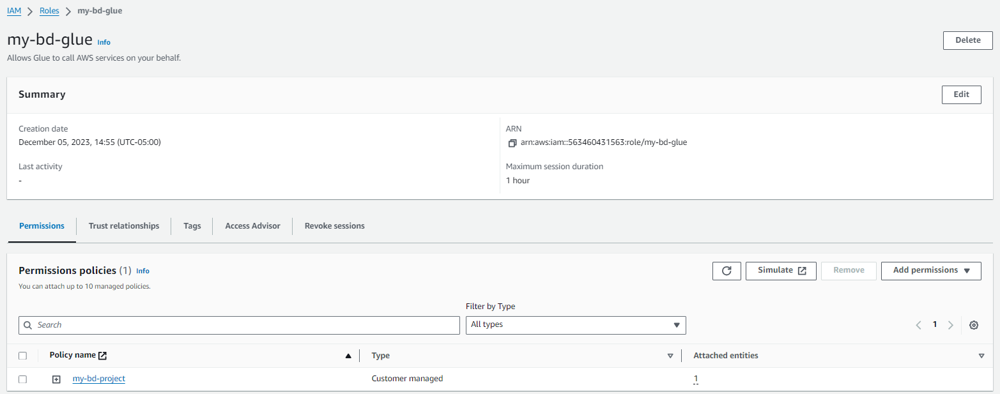 IAM > Roles > my-bd-glue
my-bd-glue Info
Delete
Allows Glue to call AWS services on your behalf.
Summary
Edit
Creation date
December 05, 2023, 14:55 (UTC-05:00)
ARN
arn:aws:iam::563460431563:role/my-bd-glue
Last activity
-
Maximum session duration
1 hour
Permissions
Trust relationships
Tags
Access Advisor
Revoke sessions
Permissions policies (1) Info
You can attach up to 10 managed policies.
Simulate
Remove
Add permissions
Filter by Type
Search
All types
1
Policy name
Type
Attached entities
my-bd-project
Customer managed
1